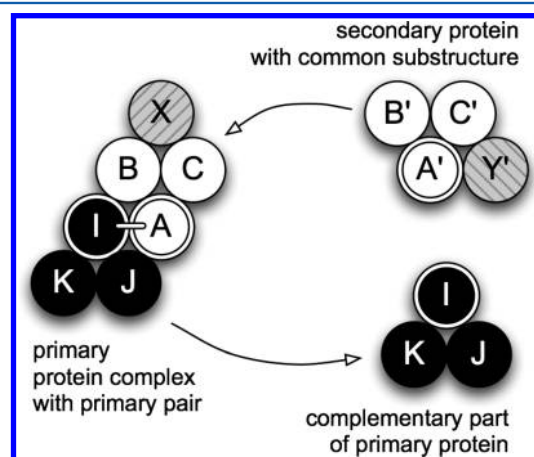 secondary protein
with common substructure
X
B' C'
B C
A' Y'
I A
K J
I
K J
primary
protein complex
with primary pair
complementary part
of primary protein